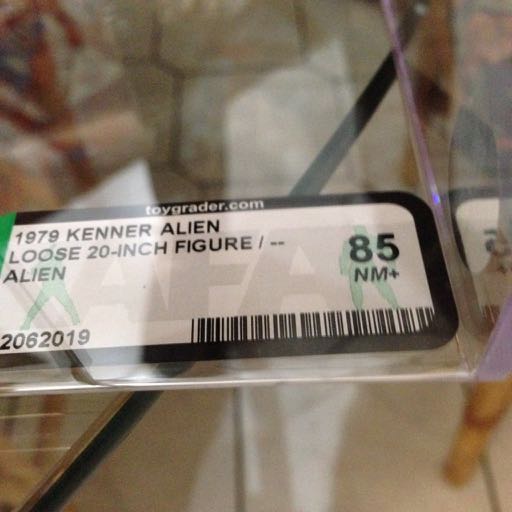 toygrader.com
1979 KENNER ALIEN
LOOSE 20-INCH FIGURE / --
ALIEN
85
NM+
AFA
2062019